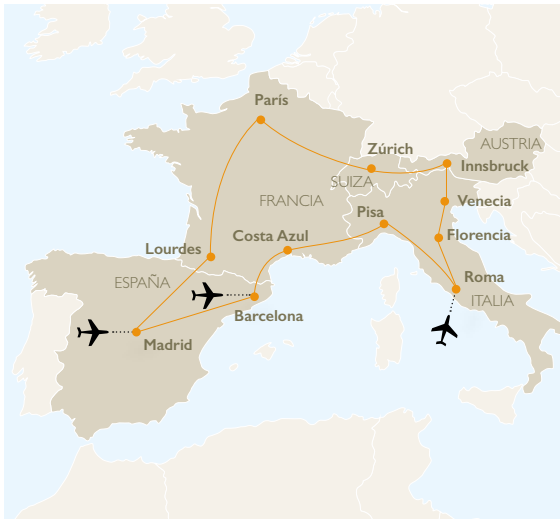 París
Zúrich
AUSTRIA
Innsbruck
SUIZA
FRANCIA
Venecia
Pisa
Costa Azul
Florencia
Lourdes
ESPAÑA
Roma
ITALIA
Barcelona
Madrid